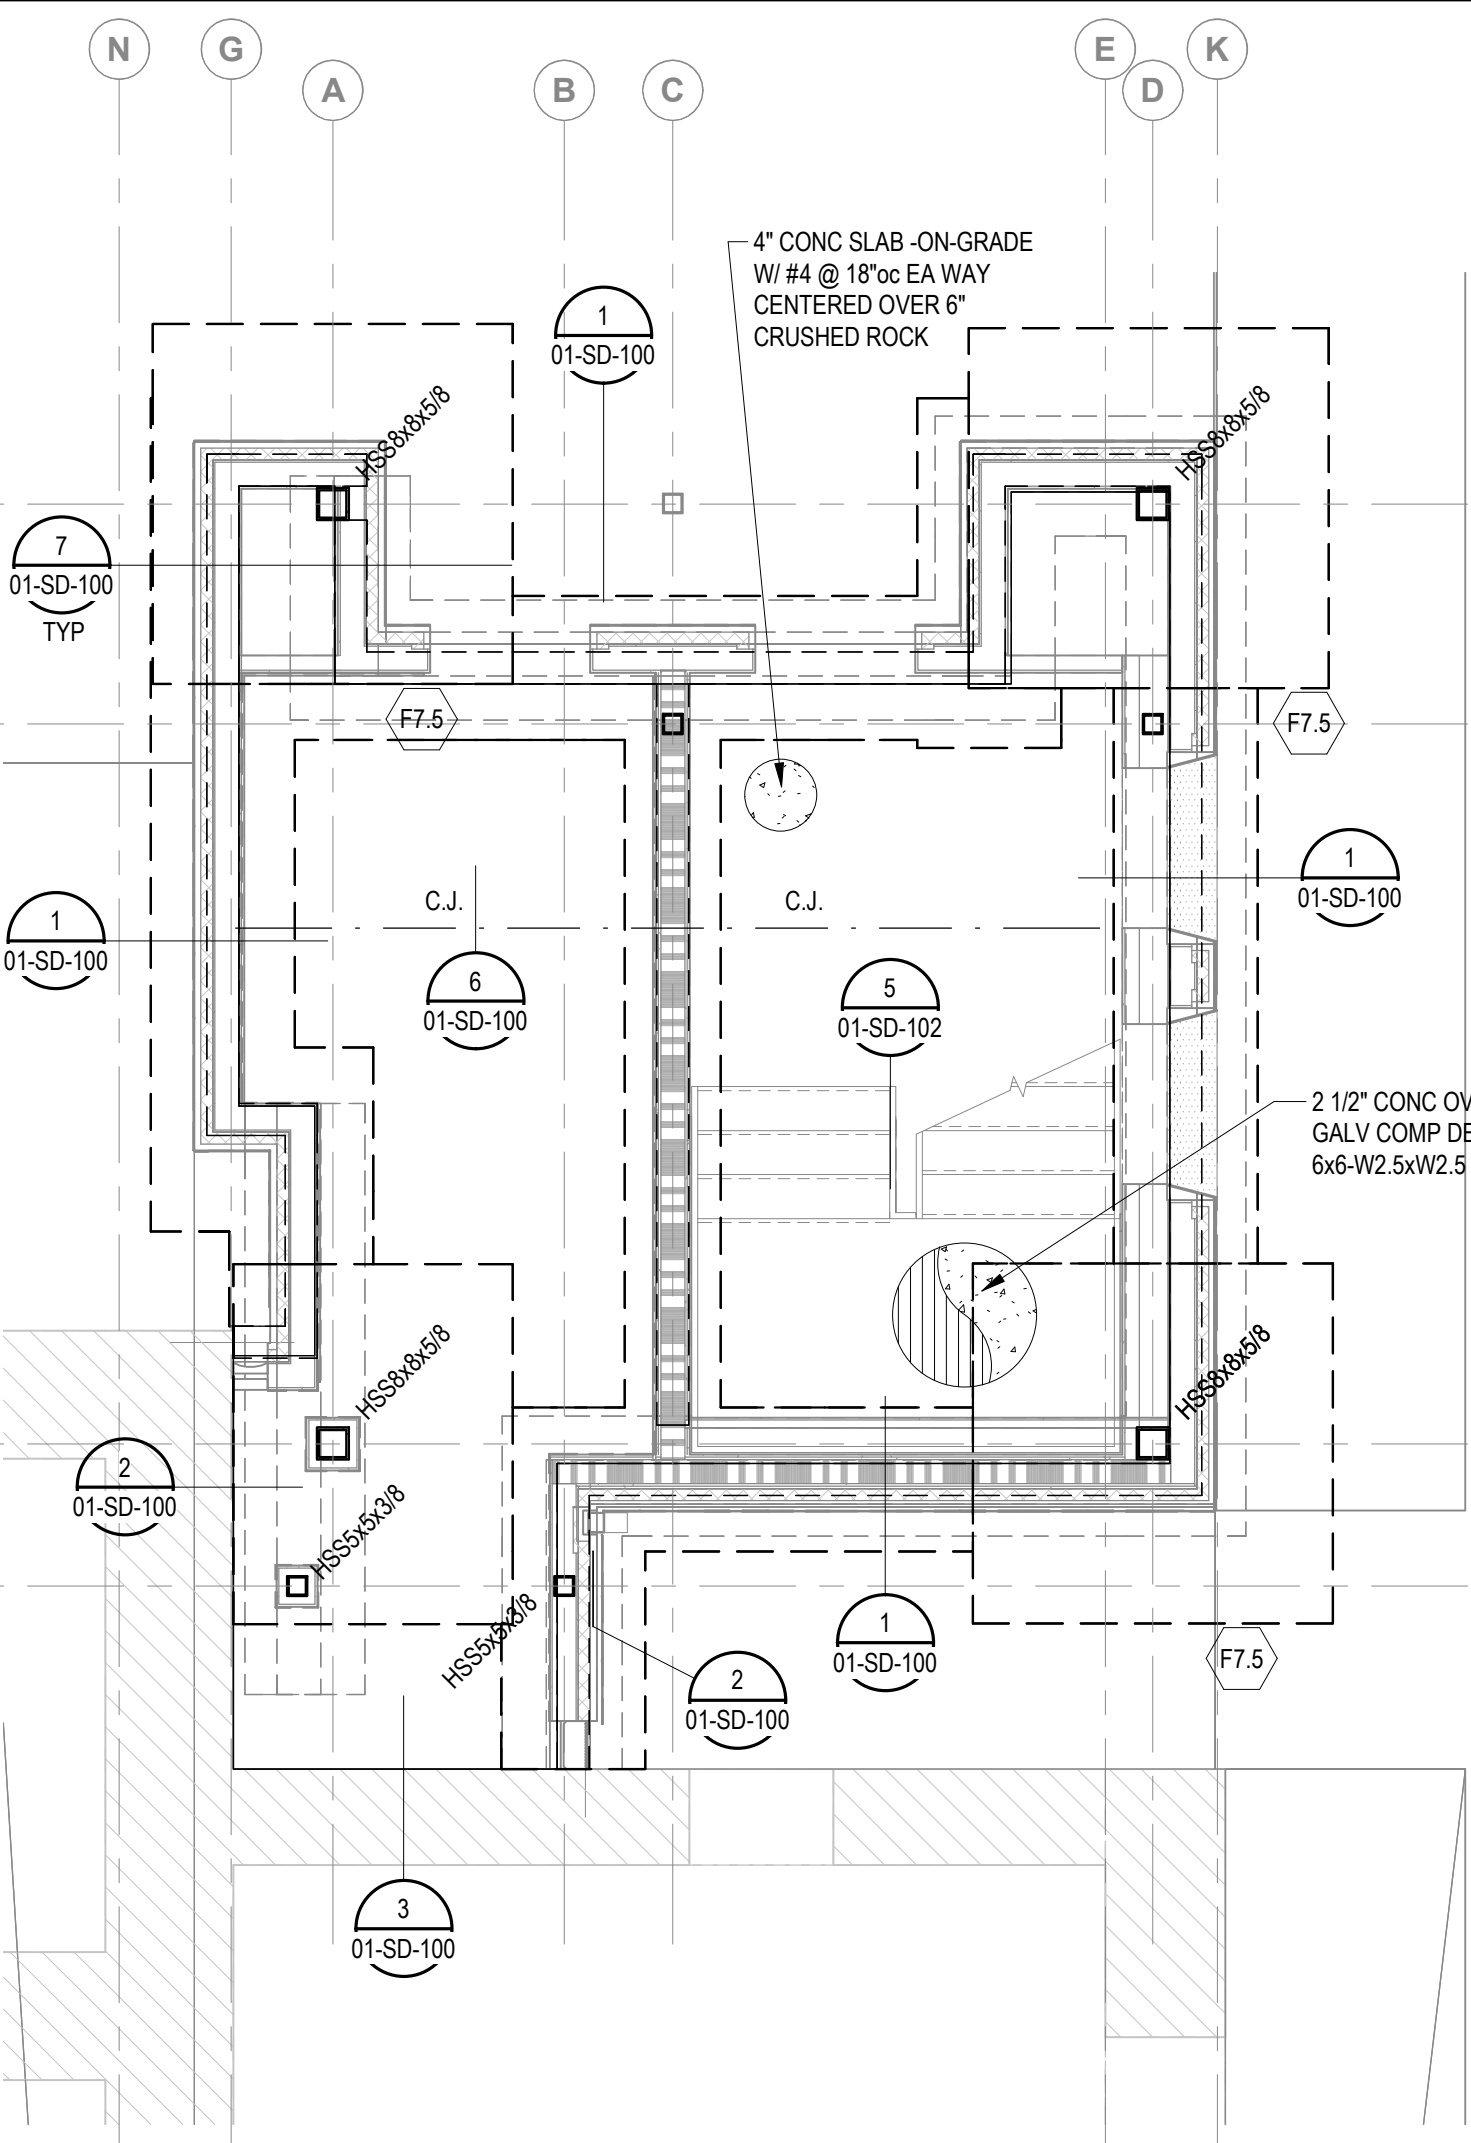 N
G
E
K
A
B
C
D
4" CONC SLAB -ON-GRADE
W/ #4 @ 18"oc EA WAY
CENTERED OVER 6"
CRUSHED ROCK
1
01-SD-100
HSS8x8x5/8
HSS8x8x5/8
7
01-SD-100
TYP
F7.5
F7.5
C.J.
C.J.
1
01-SD-100
1
01-SD-100
6
01-SD-100
5
01-SD-102
2 1/2" CONC OV
GALV COMP DE
6x6-W2.5xW2.5
HSS8x8x5/8
HSS8x8x5/8
2
01-SD-100
HSS5x5x3/8
HSS5x5x3/8
1
01-SD-100
F7.5
2
01-SD-100
3
01-SD-100